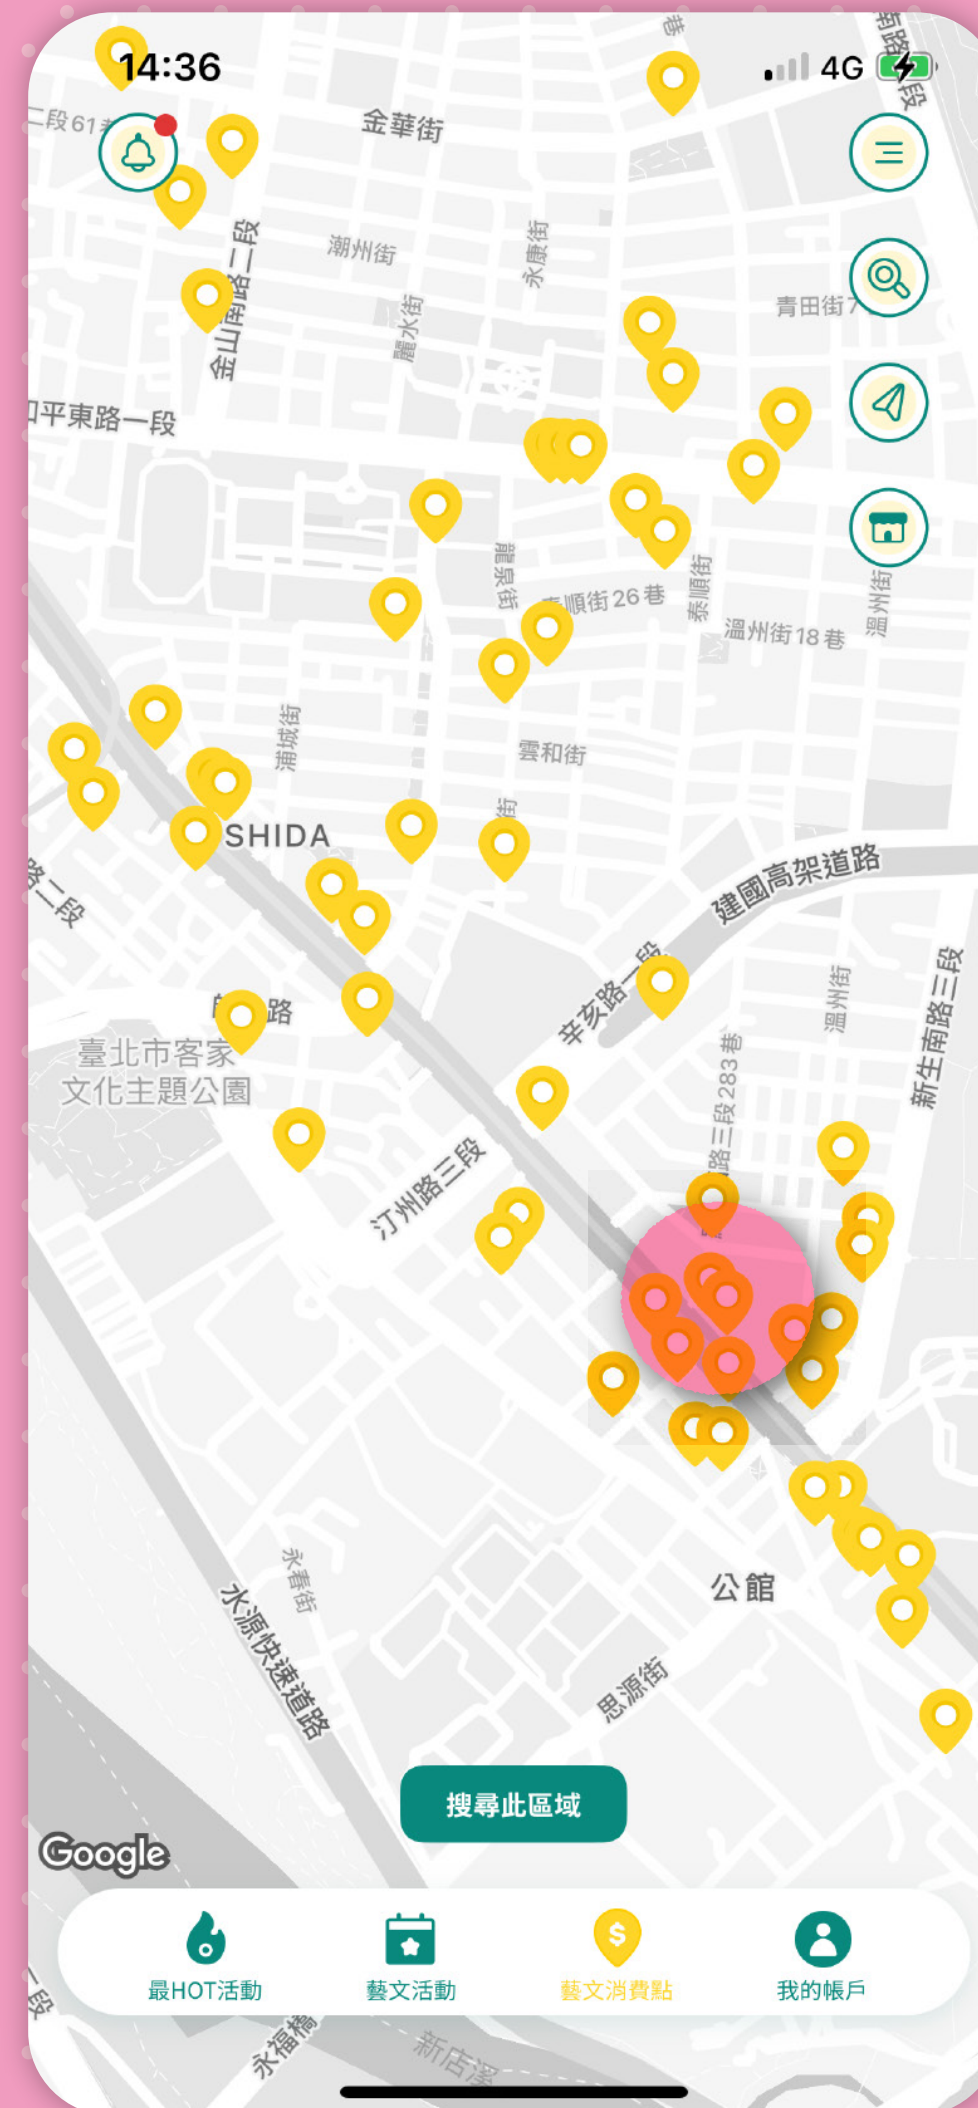 14:36
4G
二段61
金華街
潮州街
永康街
金山南路二段
麗水街
青田街7
和平東路一段
龍泉街
泰順街26巷
泰順街
溫州街
溫州街18巷
浦城街
雲和街
街
SHIDA
建國高架道路
路二段
辛亥路一段
溫州街
新生南路三段
路
臺北市客家
文化主題公園
路三段283巷
汀州路三段
公館
永春街
水源快速道路
思源街
搜尋此區域
Google
最HOT活動
藝文活動
$
藝文消費點
我的帳戶
永福橋
新店溪